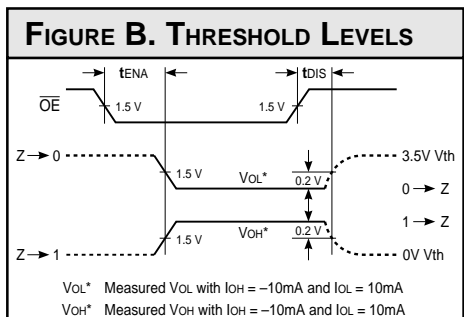 FIGURE B. THRESHOLD LEVELS
tENA tDIS
OE 1.5 V 1.5 V
Z 0 3.5V Vth
1.5 V VOL* 0.2 V
0 Z
1 Z
1.5 V VOH* 0.2 V
Z 1 0V Vth
VOL* Measured VOL with IOH = –10mA and IOL = 10mA
VOH* Measured VOH with IOH = –10mA and IOL = 10mA